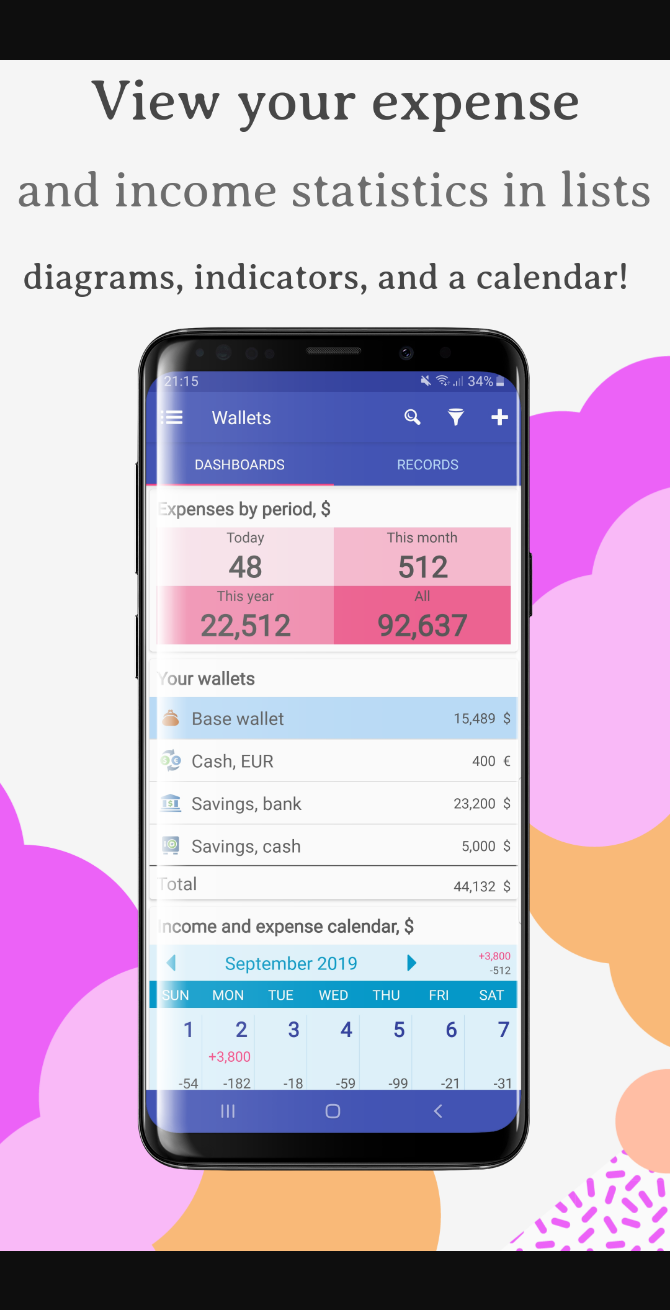 View your expense
and income statistics in lists
diagrams, indicators, and a calendar!
21:15 34%
Wallets
DASHBOARDS RECORDS
Expenses by period, $
Today This month
48 512
This year All
22,512 92,637
Your wallets
Base wallet 15,489 $
Cash, EUR 400 €
Savings, bank 23,200 $
Savings, cash 5,000 $
Total 44,132 $
Income and expense calendar, $
September 2019 +3,800
-512
SUN MON TUE WED THU FRI SAT
1 2 3 4 5 6 7
+3,800
-54 -182 -18 -59 -99 -21 -31